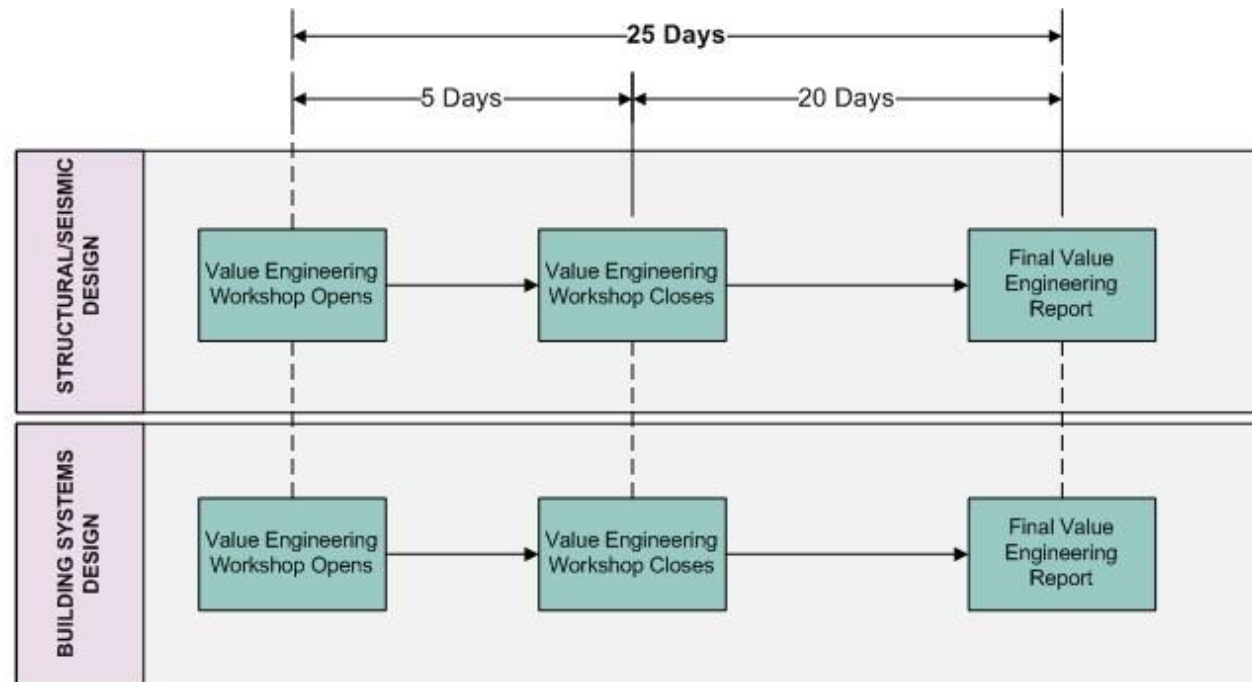 25 Days
5 Days
20 Days
STRUCTURAL/SEISMIC
DESIGN
Value Engineering
Workshop Opens
Value Engineering
Workshop Closes
Final Value
Engineering
Report
BUILDING SYSTEMS
DESIGN
Value Engineering
Workshop Opens
Value Engineering
Workshop Closes
Final Value
Engineering
Report